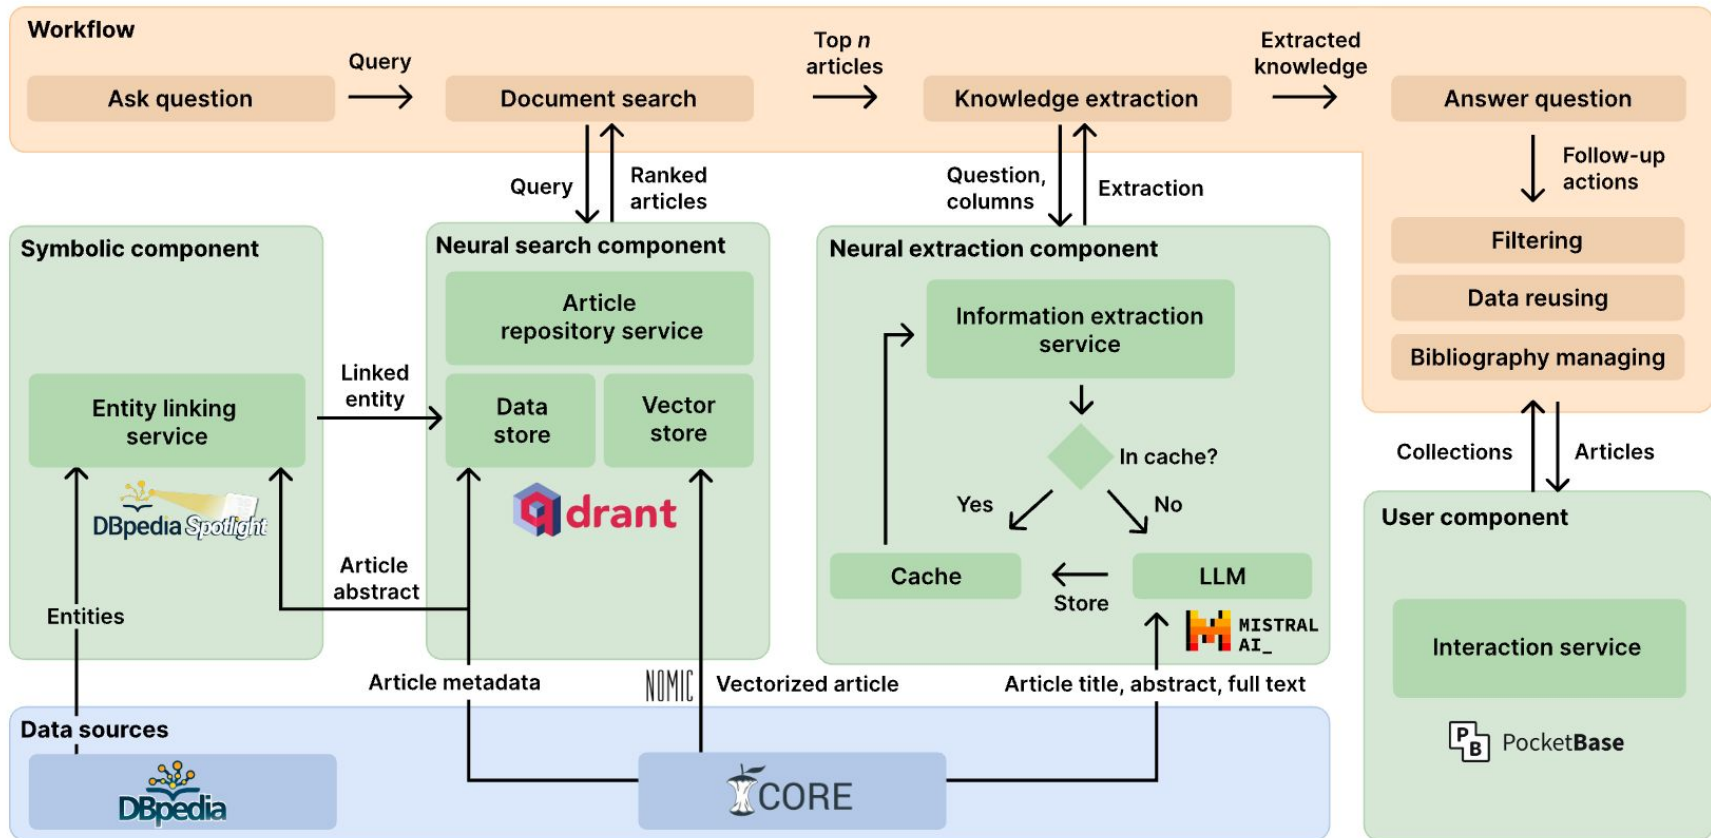 Workflow
Ask question
Query
Document search
Top n
articles
Knowledge extraction
Extracted
knowledge
Answer question
Query
Ranked
articles
Question,
columns
Extraction
Follow-up
actions
Filtering
Data reusing
Bibliography managing
Symbolic component
Entity linking
service
DBpedia Spotlight
Linked
entity
Article
abstract
Entities
Neural search component
Article
repository service
Data
store
Vector
store
qdrant
Neural extraction component
Information extraction
service
In cache?
Yes
No
Cache
Store
LLM
MISTRAL
AI_
Collections
Articles
User component
Interaction service
PB PocketBase
Article metadata
NOMIC
Vectorized article
Article title, abstract, full text
Data sources
DBpedia
CORE